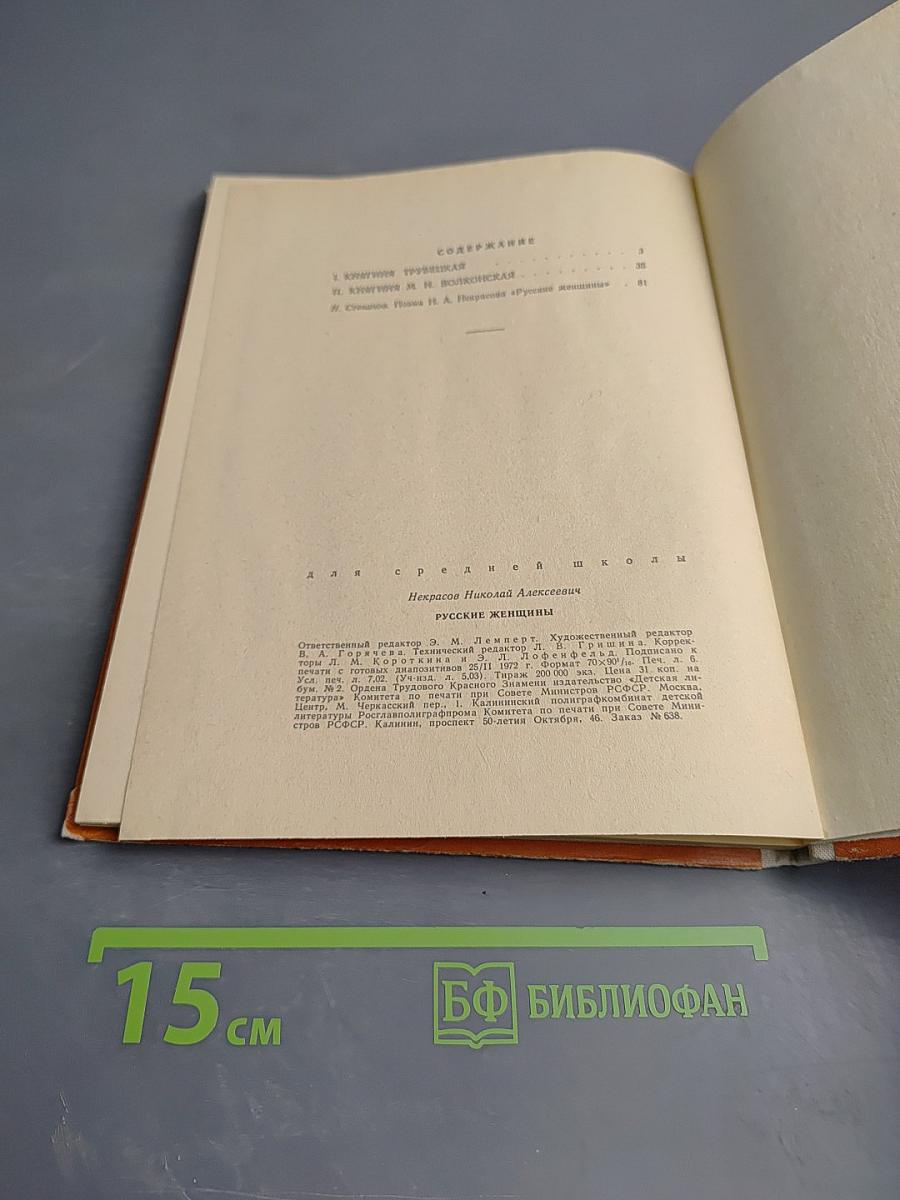 СОДЕРЖАНИЕ
I. КНЯГИНЯ ТРУБЕЦКАЯ . . . . . . . . . . . 3
II. КНЯГИНЯ М. Н. ВОЛКОНСКАЯ . . . . . . . . 38
Н. Степанов. Поэма Н. А. Некрасова «Русские женщины» . 81
для средней школы
Некрасов Николай Алексеевич
РУССКИЕ ЖЕНЩИНЫ
Ответственный редактор Э. М. Лемперт. Художественный редактор
В. А. Горячева. Технический редактор Л. В. Гришина. Коррек-
торы Л. М. Короткина и Э. Л. Лофенфельд. Подписано к
печати с готовых диапозитивов 25/II 1972 г. Формат 70×90¹/₁₆. Печ. л. 6.
Усл. печ. л. 7,02. (Уч-изд. л. 5,03). Тираж 200 000 экз. Цена 31 коп. на
бум. № 2. Ордена Трудового Красного Знамени издательство «Детская ли-
тература» Комитета по печати при Совете Министров РСФСР. Москва,
Центр, М. Черкасский пер., 1. Калининский полиграфкомбинат детской
литературы Росглавполиграфпрома Комитета по печати при Совете Мини-
стров РСФСР. Калинин, проспект 50-летия Октября, 46. Заказ № 638.
15 см
БФ БИБЛИОФАН